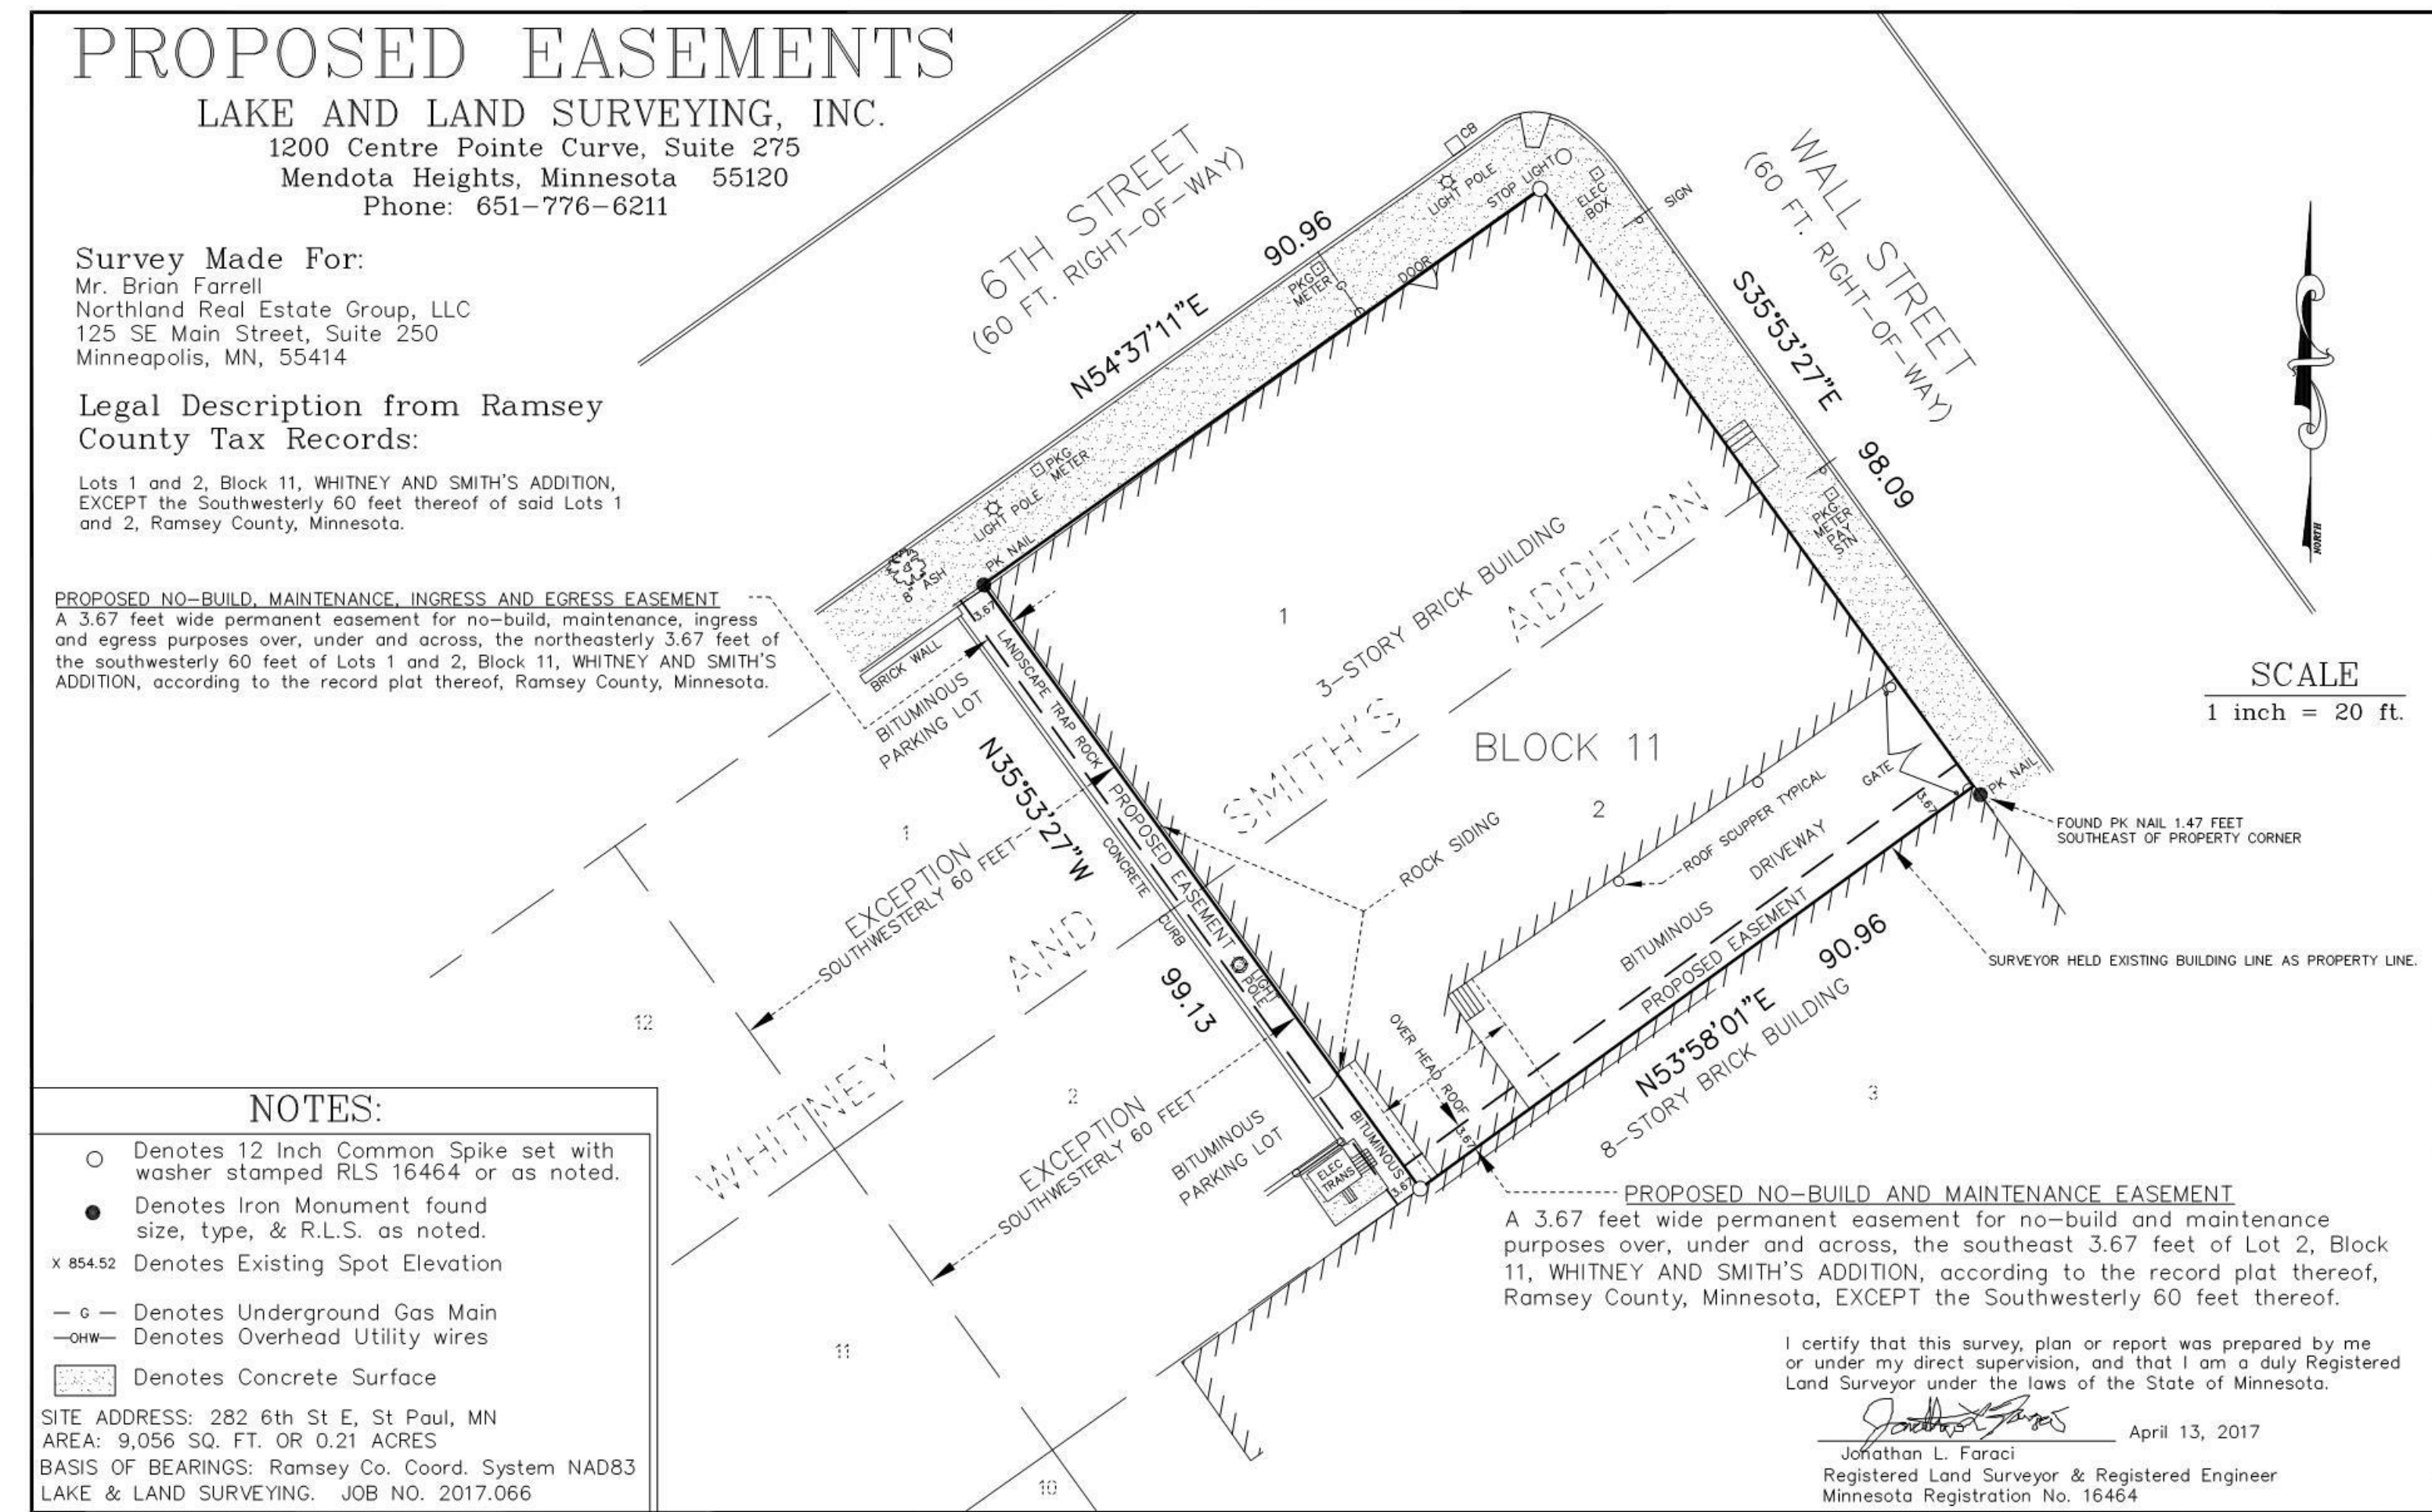 PROPOSED EASEMENTS
LAKE AND LAND SURVEYING, INC.
1200 Centre Pointe Curve, Suite 275
Mendota Heights, Minnesota 55120
Phone: 651-776-6211
Survey Made For:
Mr. Brian Farrell
Northland Real Estate Group, LLC
125 SE Main Street, Suite 250
Minneapolis, MN, 55414
Legal Description from Ramsey
County Tax Records:
Lots 1 and 2, Block 11, WHITNEY AND SMITH'S ADDITION,
EXCEPT the Southwesterly 60 feet thereof of said Lots 1
and 2, Ramsey County, Minnesota.
PROPOSED NO-BUILD, MAINTENANCE, INGRESS AND EGRESS EASEMENT
A 3.67 feet wide permanent easement for no-build, maintenance, ingress
and egress purposes over, under and across, the northeasterly 3.67 feet of
the southwesterly 60 feet of Lots 1 and 2, Block 11, WHITNEY AND SMITH'S
ADDITION, according to the record plat thereof, Ramsey County, Minnesota.
6TH STREET
(60 FT. RIGHT-OF-WAY)
N54°37'11"E
90.96
CB
LIGHT POLE
STOP LIGHT
ELEC
BOX
SIGN
WALL STREET
(60 FT. RIGHT-OF-WAY)
S35°53'27"E
98.09
PKG
METER
G
DOOR
PKG
METER
LIGHT POLE
PK NAIL
8" ASH
BRICK WALL
3.67
BITUMINOUS
PARKING LOT
LANDSCAPE TRAP ROCK
PROPOSED EASEMENT
N35°53'27"W
CONCRETE
CURB
99.13
LIGHT
POLE
PKG
METER
PAY
STN
1
3-STORY BRICK BUILDING
ADDITION
SMITH'S
AND
WHITNEY
BLOCK 11
2
ROCK SIDING
ROOF SCUPPER TYPICAL
GATE
3.67
PK NAIL
DRIVEWAY
BITUMINOUS
PROPOSED EASEMENT
90.96
N53°58'01"E
8-STORY BRICK BUILDING
3
FOUND PK NAIL 1.47 FEET
SOUTHEAST OF PROPERTY CORNER
SURVEYOR HELD EXISTING BUILDING LINE AS PROPERTY LINE.
NORTH
SCALE
1 inch = 20 ft.
1
EXCEPTION
SOUTHWESTERLY 60 FEET
12
2
EXCEPTION
SOUTHWESTERLY 60 FEET
BITUMINOUS
PARKING LOT
ELEC
TRANS
BITUMINOUS
3.67
OVER HEAD ROOF
3.67
11
10
PROPOSED NO-BUILD AND MAINTENANCE EASEMENT
A 3.67 feet wide permanent easement for no-build and maintenance
purposes over, under and across, the southeast 3.67 feet of Lot 2, Block
11, WHITNEY AND SMITH'S ADDITION, according to the record plat thereof,
Ramsey County, Minnesota, EXCEPT the Southwesterly 60 feet thereof.
I certify that this survey, plan or report was prepared by me
or under my direct supervision, and that I am a duly Registered
Land Surveyor under the laws of the State of Minnesota.
April 13, 2017
Jonathan L. Faraci
Registered Land Surveyor & Registered Engineer
Minnesota Registration No. 16464
NOTES:
Denotes 12 Inch Common Spike set with
washer stamped RLS 16464 or as noted.
Denotes Iron Monument found
size, type, & R.L.S. as noted.
X 854.52 Denotes Existing Spot Elevation
— G — Denotes Underground Gas Main
—OHW— Denotes Overhead Utility wires
Denotes Concrete Surface
SITE ADDRESS: 282 6th St E, St Paul, MN
AREA: 9,056 SQ. FT. OR 0.21 ACRES
BASIS OF BEARINGS: Ramsey Co. Coord. System NAD83
LAKE & LAND SURVEYING. JOB NO. 2017.066